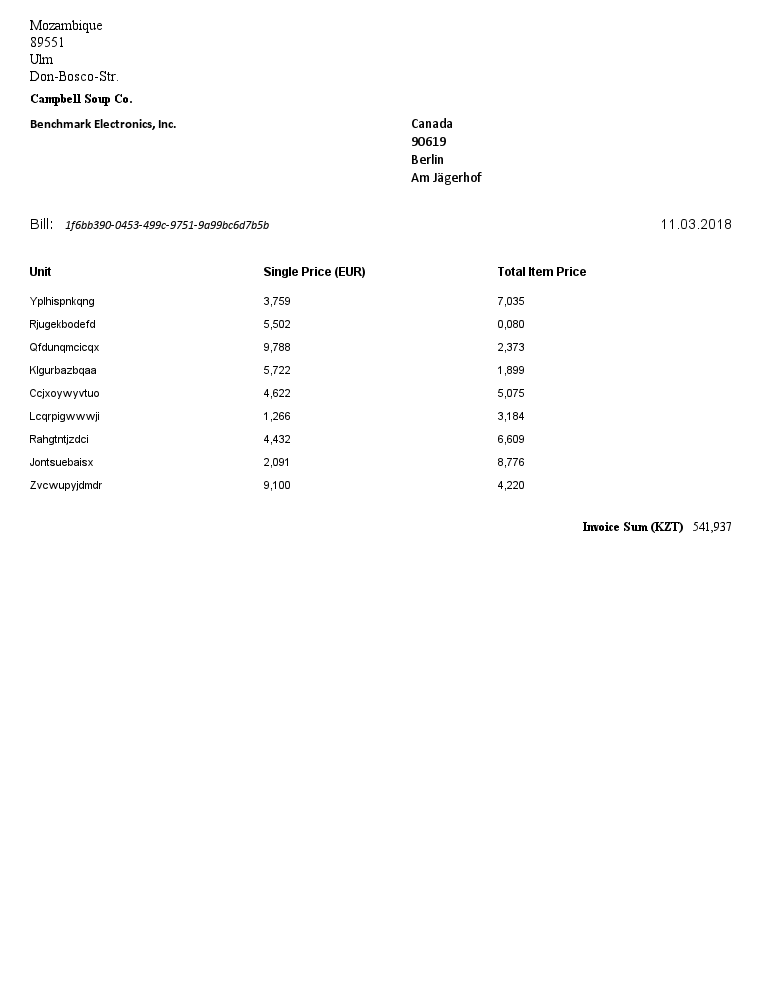 Mozambique
89551
Ulm
Don-Bosco-Str.
Campbell Soup Co.
Benchmark Electronics, Inc.
Canada
90619
Berlin
Am Jägerhof
Bill: 1f6bb390-0453-499c-9751-9a99bc6d7b5b 11.03.2018
Unit Single Price (EUR) Total Item Price
Yplhispnkqng 3,759 7,035
Rjugekbodefd 5,502 0,080
Qfdunqmcicqx 9,788 2,373
Klgurbazbqaa 5,722 1,899
Ccjxoywyvtuo 4,622 5,075
Lcqrpigwwwji 1,266 3,184
Rahgtntjzdci 4,432 6,609
Jontsuebaisx 2,091 8,776
Zvcwupyjdmdr 9,100 4,220
Invoice Sum (KZT) 541,937